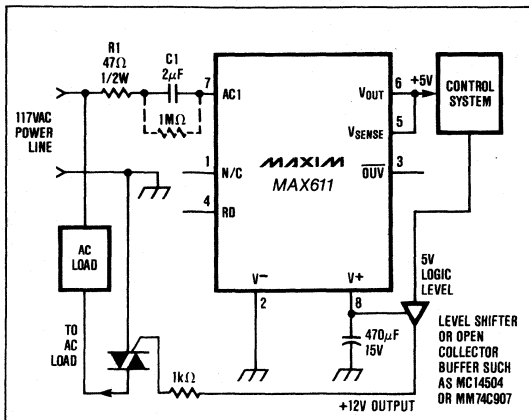 R1
47Ω
1/2W
C1
2μF
7
AC1
1MΩ
117VAC
POWER
LINE
1
N/C
4
RD
MAXIM
MAX611
6
VOUT
+5V
CONTROL
SYSTEM
5
VSENSE
3
OUV
AC
LOAD
V−
2
V+
8
5V
LOGIC
LEVEL
TO
AC
LOAD
470μF
15V
1kΩ
+12V OUTPUT
LEVEL SHIFTER
OR OPEN
COLLECTOR
BUFFER SUCH
AS MC14504
OR MM74C907